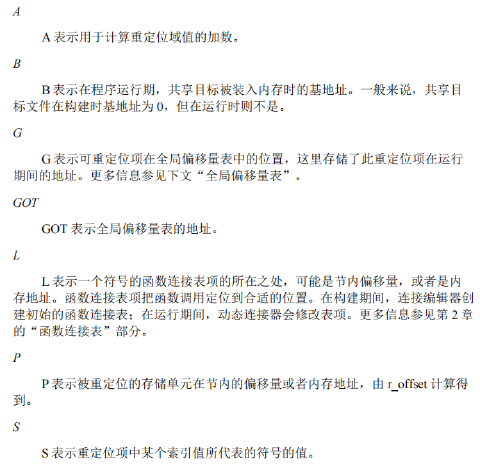 A
A 表示用于计算重定位域值的加数。
B
B 表示在程序运行期，共享目标被装入内存时的基地址。一般来说，共享目
标文件在构建时基地址为 0，但在运行时则不是。
G
G 表示可重定位项在全局偏移量表中的位置，这里存储了此重定位项在运行
期间的地址。更多信息参见下文“全局偏移量表”。
GOT
GOT 表示全局偏移量表的地址。
L
L 表示一个符号的函数连接表项的所在之处，可能是节内偏移量，或者是内
存地址。函数连接表项把函数调用定位到合适的位置。在构建期间，连接编辑器创
建初始的函数连接表；在运行期间，动态连接器会修改表项。更多信息参见第 2 章
的“函数连接表”部分。
P
P 表示被重定位的存储单元在节内的偏移量或者内存地址，由 r_offset 计算得
到。
S
S 表示重定位项中某个索引值所代表的符号的值。